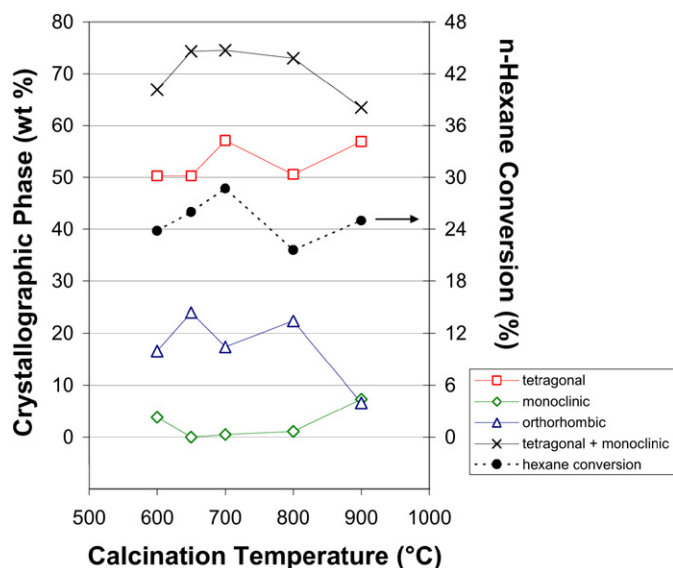 80
70
60
50
40
30
20
10
0
48
42
36
30
24
18
12
6
0
500 600 700 800 900 1000
Crystallographic Phase (wt %)
n-Hexane Conversion (%)
Calcination Temperature (°C)
tetragonal
monoclinic
orthorhombic
tetragonal + monoclinic
hexane conversion